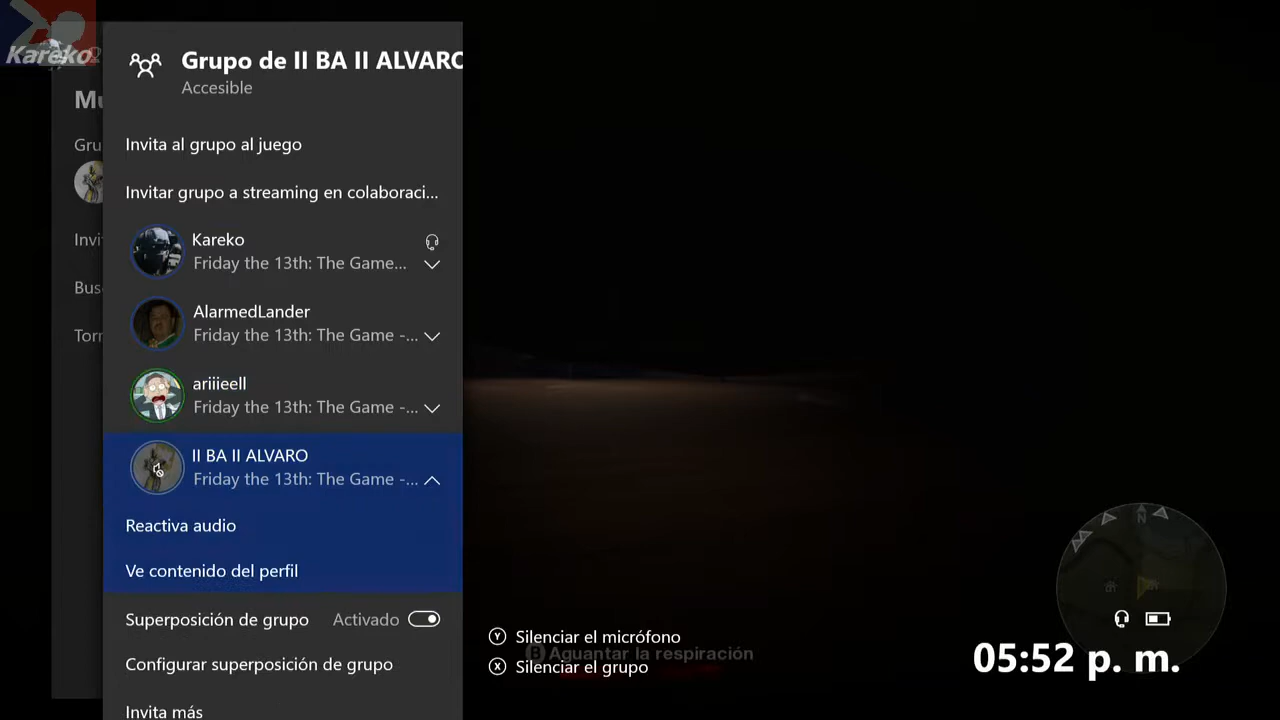 Kareko
Grupo de II BA II ALVARO
Accesible
Mu
Gru
Invi
Bus
Torr
Invita al grupo al juego
Invitar grupo a streaming en colaboraci...
Kareko
Friday the 13th: The Game...
AlarmedLander
Friday the 13th: The Game -...
ariiieell
Friday the 13th: The Game -...
II BA II ALVARO
Friday the 13th: The Game -...
Reactiva audio
Ve contenido del perfil
Superposición de grupo Activado
Configurar superposición de grupo
Invita más
N
Y Silenciar el micrófono
B Aguantar la respiración
X Silenciar el grupo
05:52 p. m.